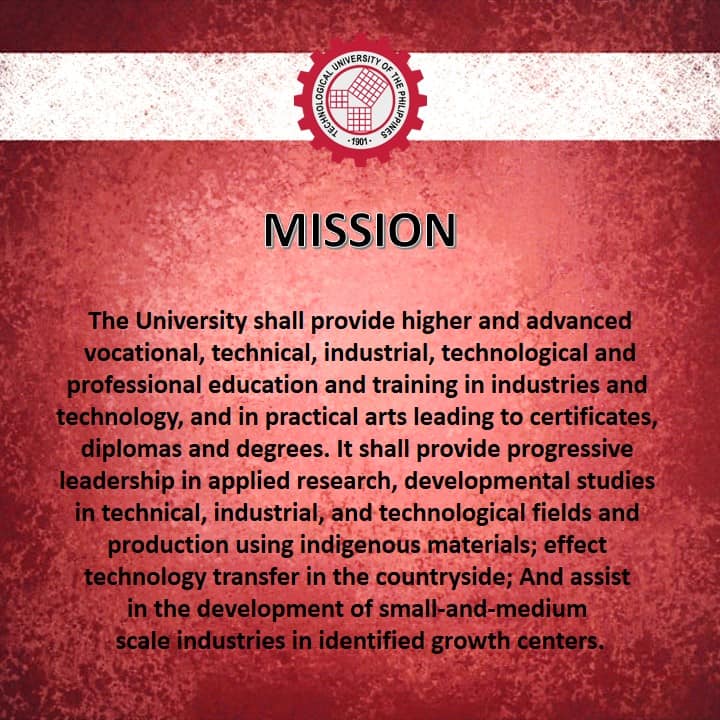 TECHNOLOGICAL UNIVERSITY OF THE PHILIPPINES
· 1901 ·
MISSION
The University shall provide higher and advanced
vocational, technical, industrial, technological and
professional education and training in industries and
technology, and in practical arts leading to certificates,
diplomas and degrees. It shall provide progressive
leadership in applied research, developmental studies
in technical, industrial, and technological fields and
production using indigenous materials; effect
technology transfer in the countryside; And assist
in the development of small-and-medium
scale industries in identified growth centers.